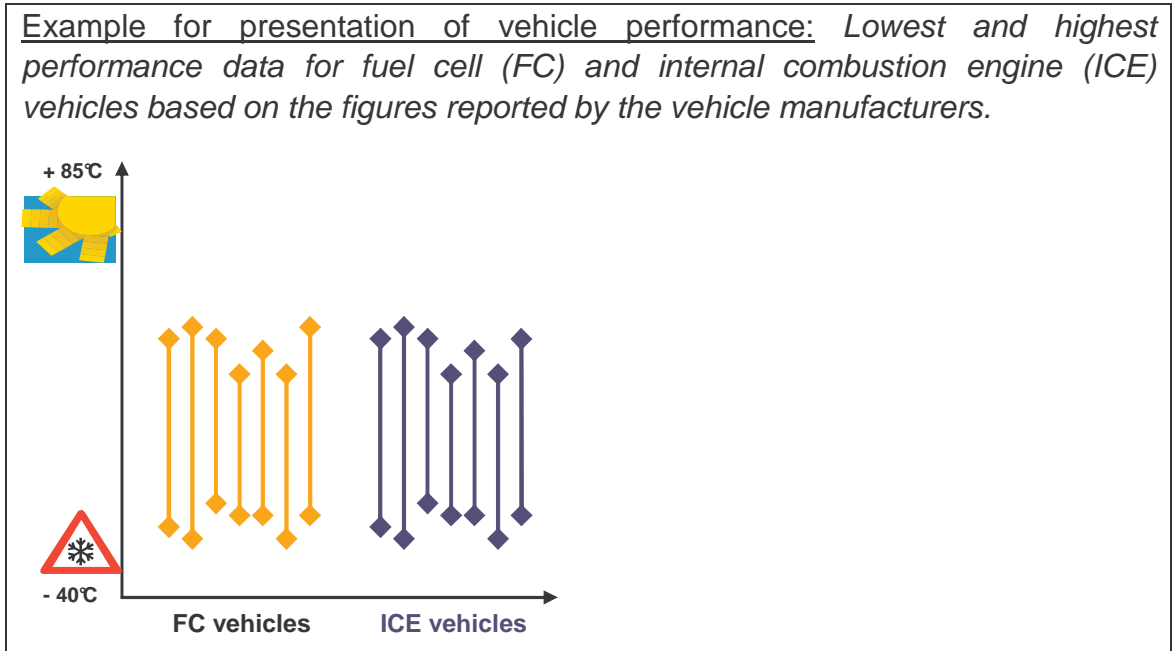 Example for presentation of vehicle performance: Lowest and highest
performance data for fuel cell (FC) and internal combustion engine (ICE)
vehicles based on the figures reported by the vehicle manufacturers.
+ 85℃
- 40℃
FC vehicles ICE vehicles